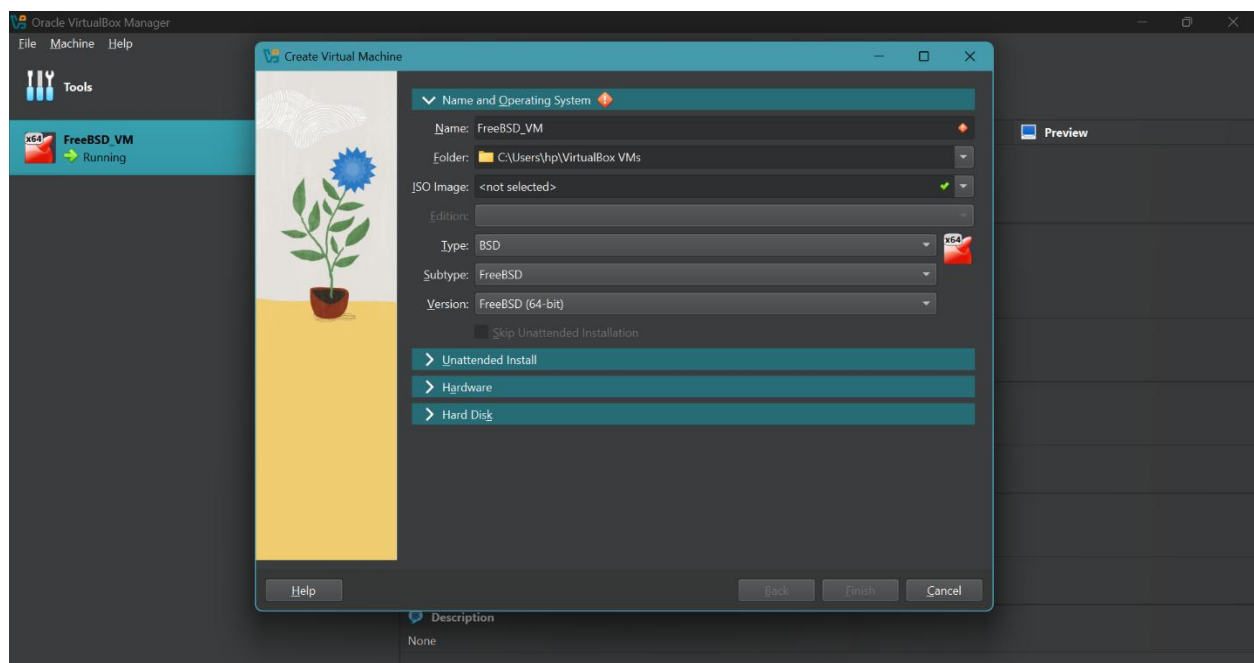 Oracle VirtualBox Manager
File Machine Help
Tools
x64
FreeBSD_VM
Running
Create Virtual Machine
Name and Operating System
Name: FreeBSD_VM
Folder: C:\Users\hp\VirtualBox VMs
ISO Image: <not selected>
Edition:
Type: BSD
x64
Subtype: FreeBSD
Version: FreeBSD (64-bit)
Skip Unattended Installation
Unattended Install
Hardware
Hard Disk
Help Back Finish Cancel
Preview
Description
None